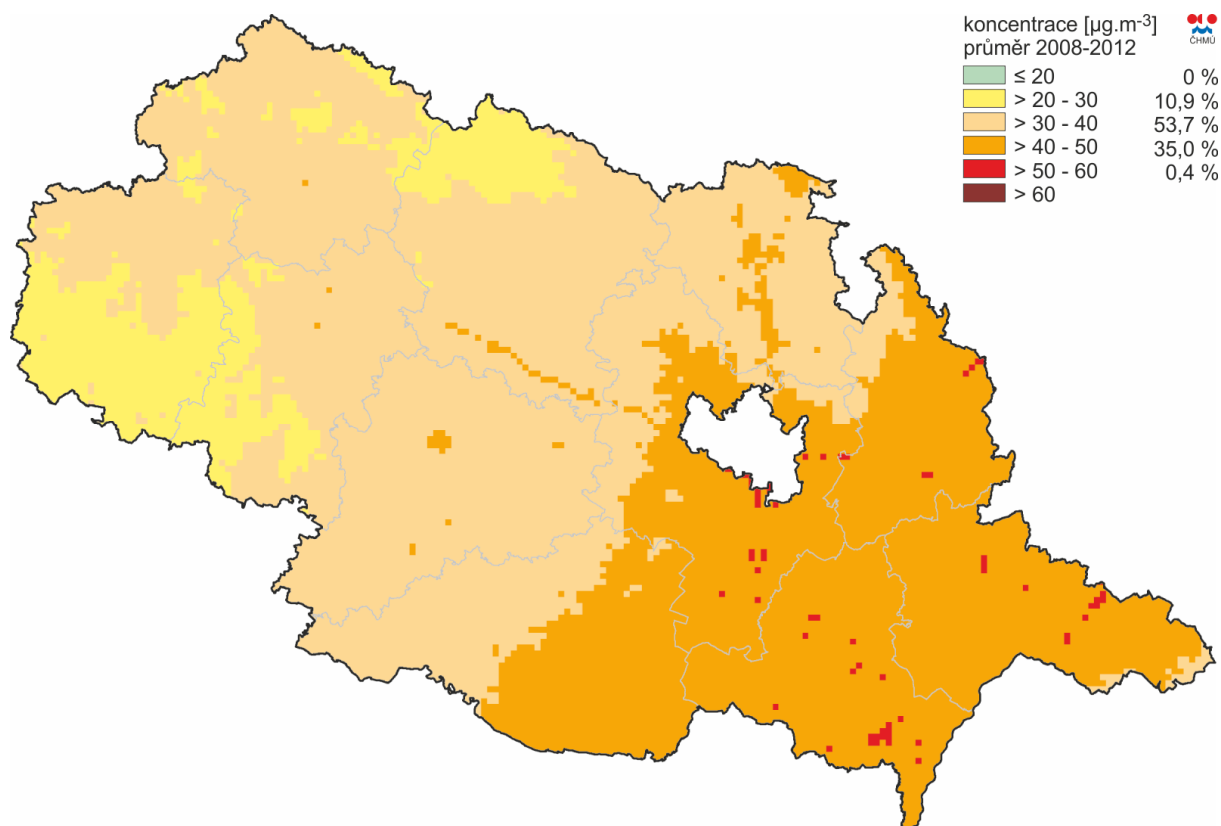 koncentrace [µg.m-3]
průměr 2008-2012
≤ 20 0 %
> 20 - 30 10,9 %
> 30 - 40 53,7 %
> 40 - 50 35,0 %
> 50 - 60 0,4 %
> 60
ČHMÚ